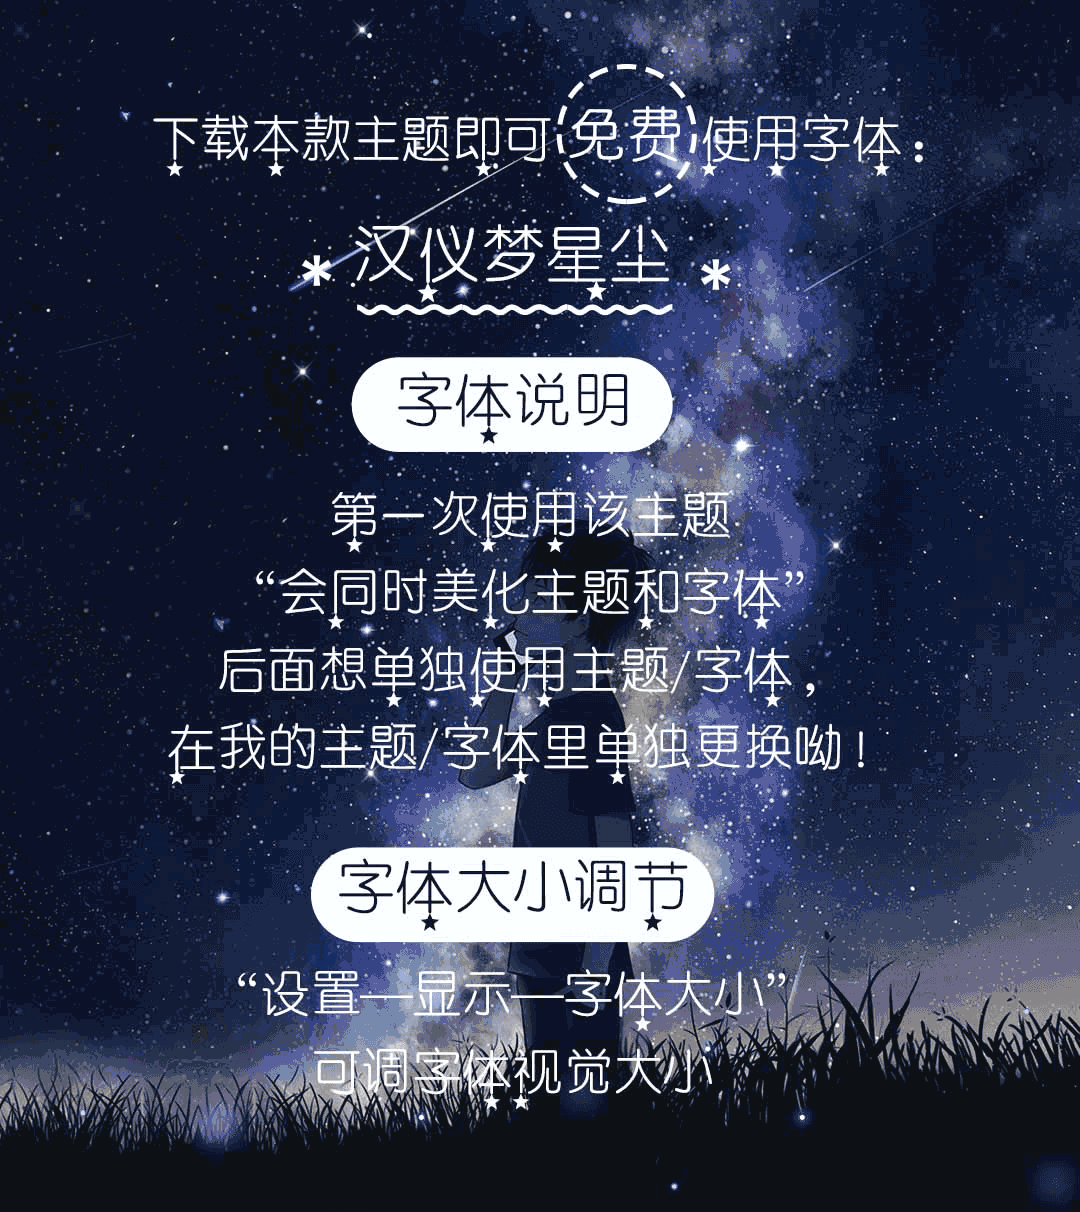 下载本款主题即可免费使用字体：
*汉仪梦星尘*
字体说明
第一次使用该主题
“会同时美化主题和字体”
后面想单独使用主题/字体，
在我的主题/字体里单独更换呦！
字体大小调节
“设置—显示—字体大小”
可调字体视觉大小